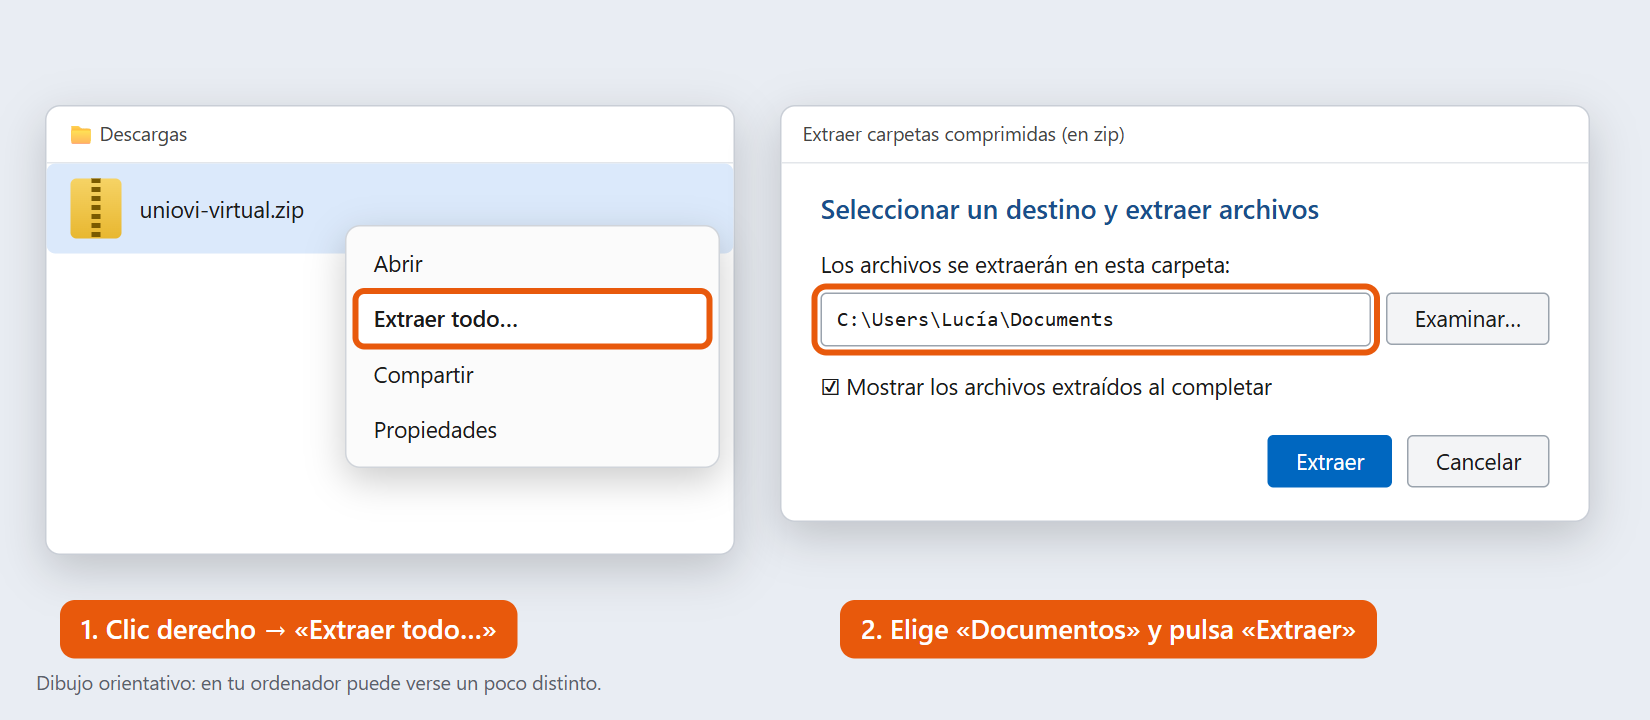 Descargas
uniovi-virtual.zip
Abrir
Extraer todo...
Compartir
Propiedades
Extraer carpetas comprimidas (en zip)
Seleccionar un destino y extraer archivos
Los archivos se extraerán en esta carpeta:
C:\Users\Lucía\Documents
Examinar...
Mostrar los archivos extraídos al completar
Extraer
Cancelar
1. Clic derecho → «Extraer todo...»
2. Elige «Documentos» y pulsa «Extraer»
Dibujo orientativo: en tu ordenador puede verse un poco distinto.